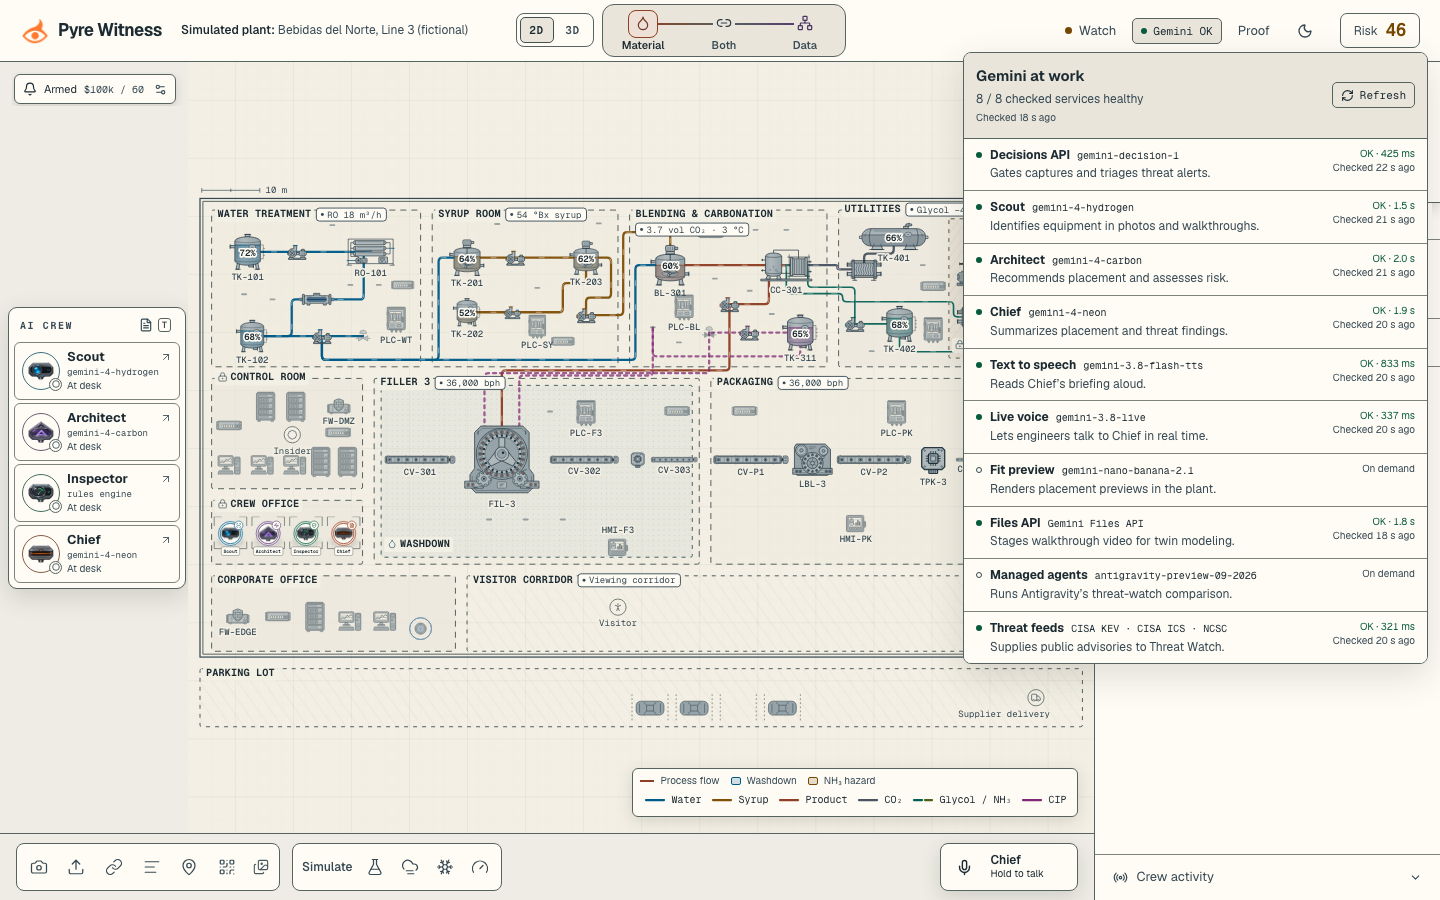 Pyre Witness
Simulated plant: Bebidas del Norte, Line 3 (fictional)
2D 3D
Material Both Data
Watch
Gemini OK
Proof
Risk 46
Armed $100k / 60
Gemini at work
8 / 8 checked services healthy
Checked 18 s ago
Refresh
Decisions API gemini-decision-1
OK · 425 ms
Gates captures and triages threat alerts.
Checked 22 s ago
Scout gemini-4-hydrogen
OK · 1.5 s
Identifies equipment in photos and walkthroughs.
Checked 21 s ago
Architect gemini-4-carbon
OK · 2.0 s
Recommends placement and assesses risk.
Checked 21 s ago
Chief gemini-4-neon
OK · 1.9 s
Summarizes placement and threat findings.
Checked 20 s ago
Text to speech gemini-3.8-flash-tts
OK · 833 ms
Reads Chief's briefing aloud.
Checked 20 s ago
Live voice gemini-3.8-live
OK · 337 ms
Lets engineers talk to Chief in real time.
Checked 20 s ago
Fit preview gemini-nano-banana-2.1
On demand
Renders placement previews in the plant.
Files API Gemini Files API
OK · 1.8 s
Stages walkthrough video for twin modeling.
Checked 18 s ago
Managed agents antigravity-preview-09-2026
On demand
Runs Antigravity's threat-watch comparison.
Threat feeds CISA KEV · CISA ICS · NCSC
OK · 321 ms
Supplies public advisories to Threat Watch.
Checked 20 s ago
AI CREW
T
Scout
gemini-4-hydrogen
At desk
Architect
gemini-4-carbon
At desk
Inspector
rules engine
At desk
Chief
gemini-4-neon
At desk
10 m
WATER TREATMENT
RO 18 m³/h
72%
TK-101
RO-101
68%
TK-102
PLC-WT
SYRUP ROOM
54 °Bx syrup
64%
TK-201
62%
TK-203
52%
TK-202
PLC-SY
BLENDING & CARBONATION
3.7 vol CO₂ · 3 °C
60%
BL-301
CC-301
PLC-BL
65%
TK-311
UTILITIES
Glycol -4
66%
TK-401
68%
TK-402
CONTROL ROOM
FW-DMZ
Insider
FILLER 3
36,000 bph
PLC-F3
CV-301
FIL-3
CV-302
CV-303
HMI-F3
WASHDOWN
PACKAGING
36,000 bph
PLC-PK
CV-P1
LBL-3
CV-P2
TPK-3
C
HMI-PK
CREW OFFICE
Scout
Architect
Inspector
Chief
CORPORATE OFFICE
FW-EDGE
VISITOR CORRIDOR
Viewing corridor
Visitor
PARKING LOT
Supplier delivery
Process flow Washdown NH₃ hazard
Water Syrup Product CO₂ Glycol / NH₃ CIP
Simulate
Chief
Hold to talk
Crew activity